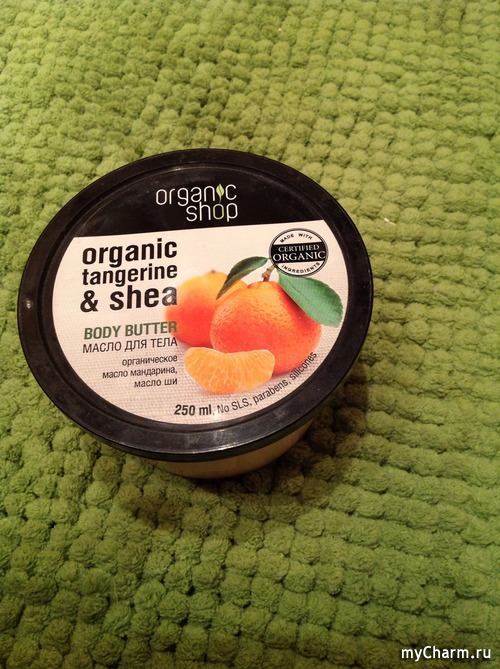 organic
shop
organic
tangerine
& shea
MADE WITH
CERTIFIED
ORGANIC
INGREDIENTS
BODY BUTTER
МАСЛО ДЛЯ ТЕЛА
органическое
масло мандарина,
масло ши
250 ml, No SLS, parabens, silicones
myCharm.ru